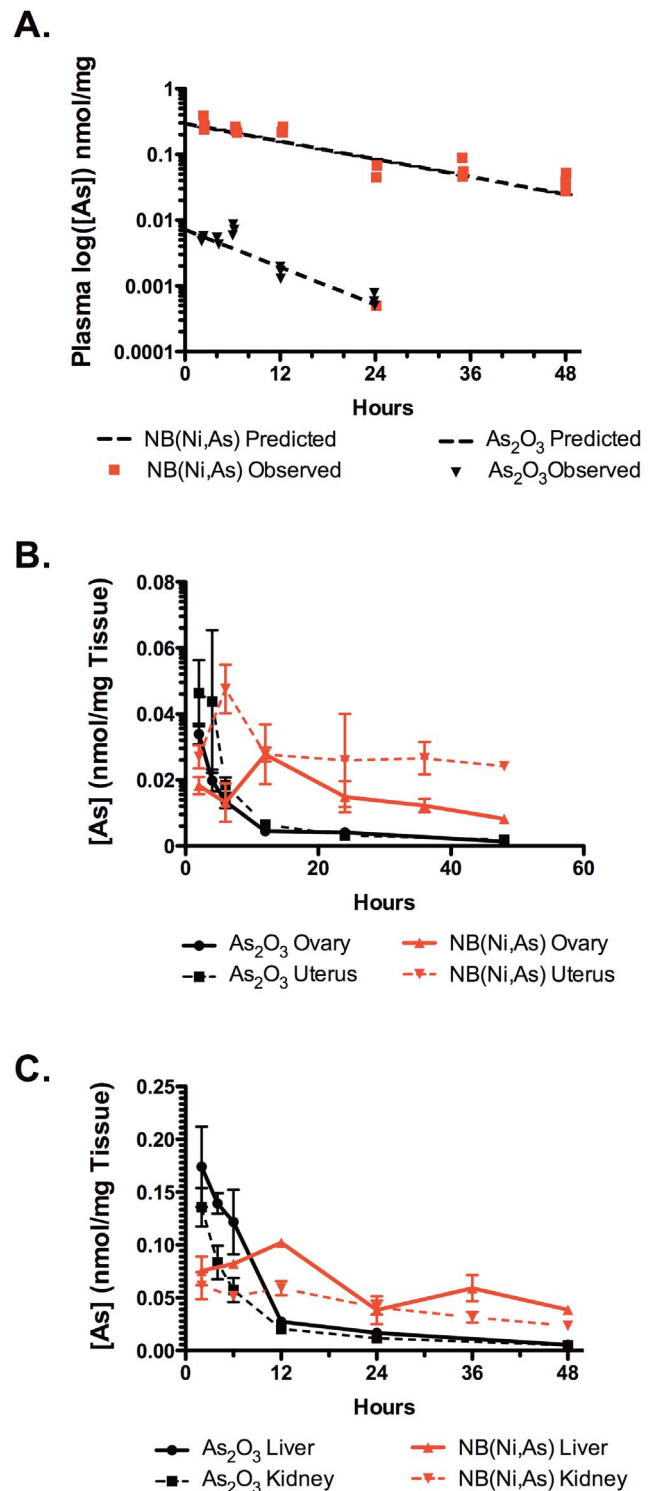 A.
Plasma log([As]) nmol/mg
1
0.1
0.01
0.001
0.0001
0 12 24 36 48
Hours
NB(Ni,As) Predicted As₂O₃ Predicted
NB(Ni,As) Observed As₂O₃Observed
B.
[As] (nmol/mg Tissue)
0.08
0.06
0.04
0.02
0
0 20 40 60
Hours
As₂O₃ Ovary NB(Ni,As) Ovary
As₂O₃ Uterus NB(Ni,As) Uterus
C.
[As] (nmol/mg Tissue)
0.25
0.20
0.15
0.10
0.05
0.00
0 12 24 36 48
Hours
As₂O₃ Liver NB(Ni,As) Liver
As₂O₃ Kidney NB(Ni,As) Kidney